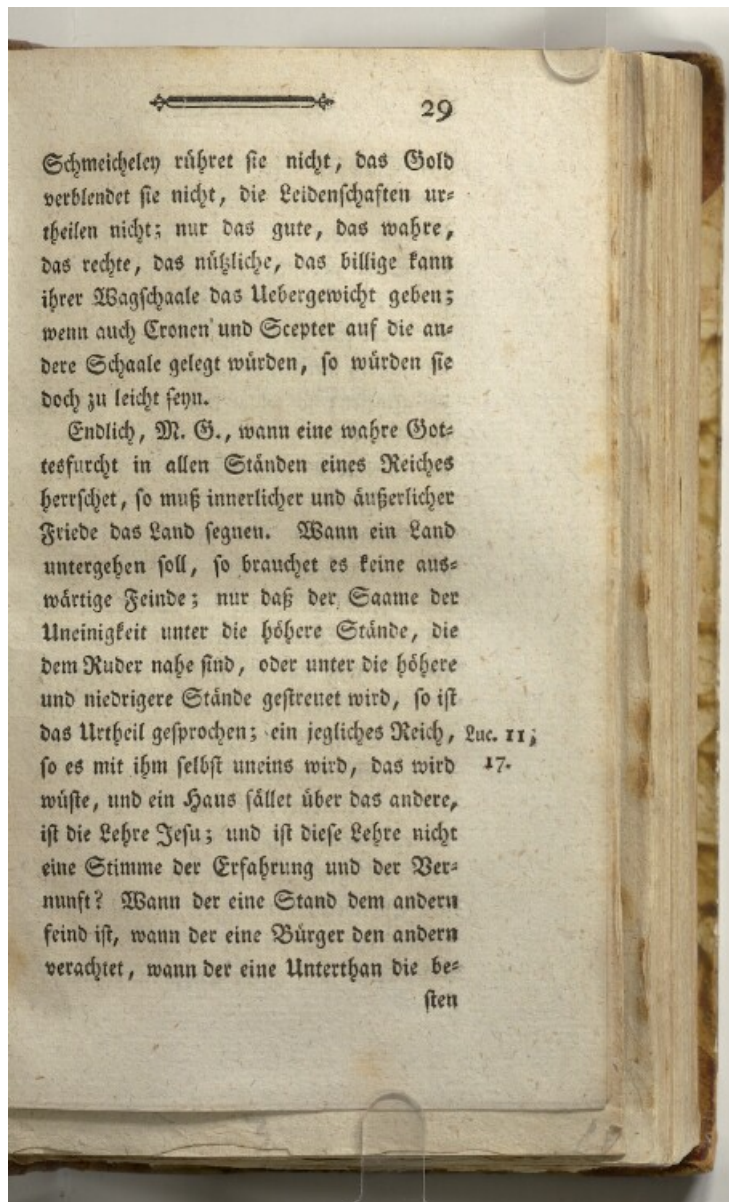 29
Schmeicheley rühret sie nicht, das Gold
verblendet sie nicht, die Leidenschaften ur-
theilen nicht; nur das gute, das wahre,
das rechte, das nützliche, das billige kann
ihrer Wagschaale das Uebergewicht geben;
wenn auch Cronen und Scepter auf die an-
dere Schaale gelegt würden, so würden sie
doch zu leicht seyn.
Endlich, M. G., wann eine wahre Got-
tesfurcht in allen Ständen eines Reiches
herrschet, so muß innerlicher und äußerlicher
Friede das Land segnen. Wann ein Land
untergehen soll, so brauchet es keine aus-
wärtige Feinde; nur daß der Saame der
Uneinigkeit unter die höhere Stände, die
dem Ruder nahe sind, oder unter die höhere
und niedrigere Stände gestreuet wird, so ist
das Urtheil gesprochen; ein jegliches Reich, Luc. 11;
so es mit ihm selbst uneins wird, das wird 17.
wüste, und ein Haus fället über das andere,
ist die Lehre Jesu; und ist diese Lehre nicht
eine Stimme der Erfahrung und der Ver-
nunft? Wann der eine Stand dem andern
feind ist, wann der eine Bürger den andern
verachtet, wann der eine Unterthan die be-
sten